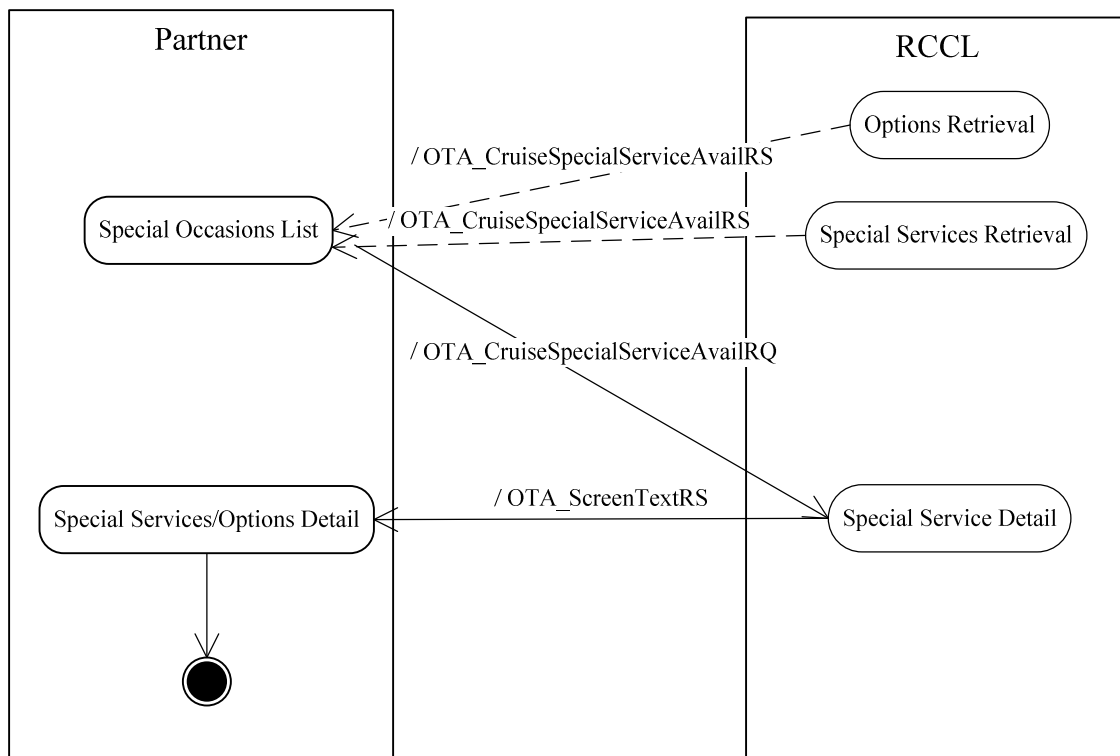 Partner
RCCL
Options Retrieval
/ OTA_CruiseSpecialServiceAvailRS
Special Occasions List
/ OTA_CruiseSpecialServiceAvailRS
Special Services Retrieval
/ OTA_CruiseSpecialServiceAvailRQ
/ OTA_ScreenTextRS
Special Services/Options Detail
Special Service Detail